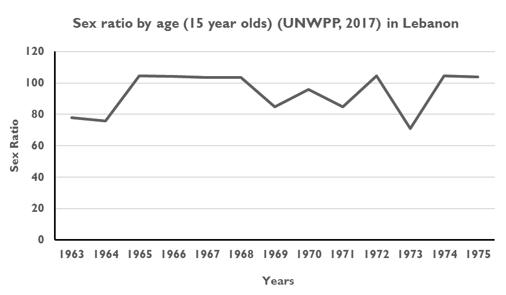 Sex ratio by age (15 year olds) (UNWPP, 2017) in Lebanon
120
100
80
60
40
20
0
Sex Ratio
1963 1964 1965 1966 1967 1968 1969 1970 1971 1972 1973 1974 1975
Years